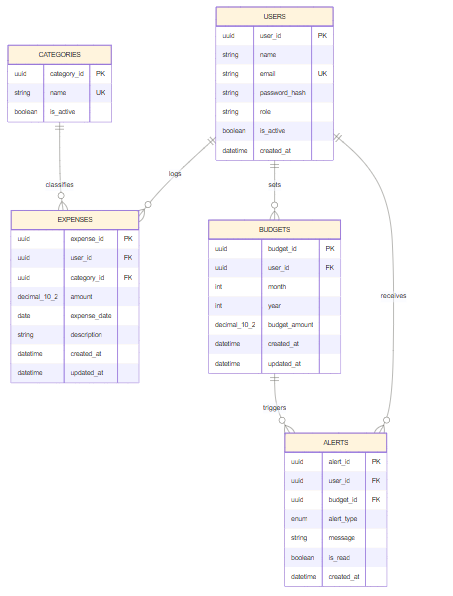 USERS
uuid user_id PK
string name
string email UK
string password_hash
string role
boolean is_active
datetime created_at
CATEGORIES
uuid category_id PK
string name UK
boolean is_active
classifies
logs
sets
receives
EXPENSES
uuid expense_id PK
uuid user_id FK
uuid category_id FK
decimal_10_2 amount
date expense_date
string description
datetime created_at
datetime updated_at
BUDGETS
uuid budget_id PK
uuid user_id FK
int month
int year
decimal_10_2 budget_amount
datetime created_at
datetime updated_at
triggers
ALERTS
uuid alert_id PK
uuid user_id FK
uuid budget_id FK
enum alert_type
string message
boolean is_read
datetime created_at